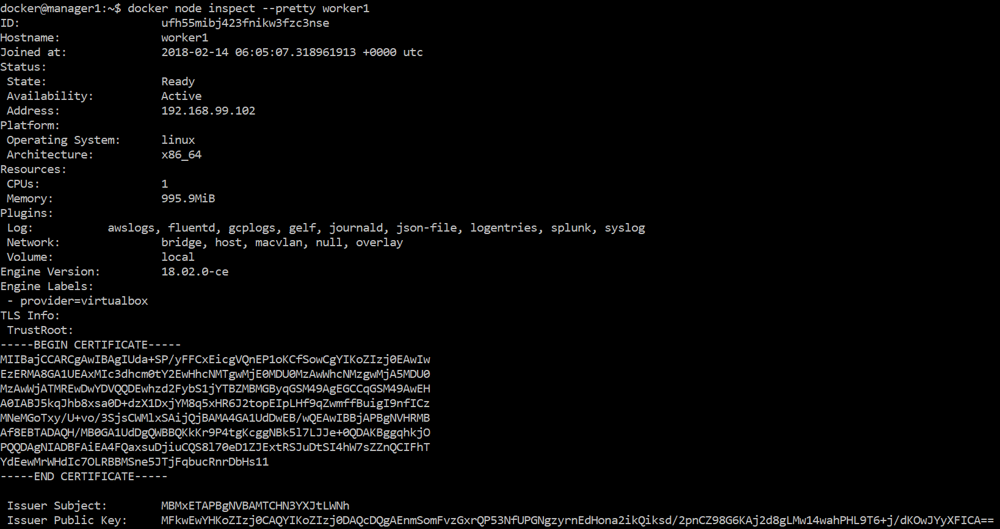 docker@manager1:~$ docker node inspect --pretty worker1
ID:                     ufh55mibj423fnikw3fzc3nse
Hostname:               worker1
Joined at:              2018-02-14 06:05:07.318961913 +0000 utc
Status:
 State:                 Ready
 Availability:          Active
 Address:               192.168.99.102
Platform:
 Operating System:      linux
 Architecture:          x86_64
Resources:
 CPUs:                  1
 Memory:                995.9MiB
Plugins:
 Log:           awslogs, fluentd, gcplogs, gelf, journald, json-file, logentries, splunk, syslog
 Network:               bridge, host, macvlan, null, overlay
 Volume:                local
Engine Version:         18.02.0-ce
Engine Labels:
 - provider=virtualbox
TLS Info:
 TrustRoot:
-----BEGIN CERTIFICATE-----
MIIBajCCARCgAwIBAgIUda+SP/yFFCxEicgVQnEP1oKCfSowCgYIKoZIzj0EAwIw
EzERMA8GA1UEAxMIc3dhcm0tY2EwHhcNMTgwMjE0MDU0MzAwWhcNMzgwMjA5MDU0
MzAwWjATMREwDwYDVQQDEwhzd2FybS1jYTBZMBMGByqGSM49AgEGCCqGSM49AwEH
A0IABJ5kqJhb8xsa0D+dzX1DxjYM8q5xHR6J2topEIpLHf9qZwmffBuigI9nfICz
MNeMGoTxy/U+vo/3SjsCWMlxSAijQjBAMA4GA1UdDwEB/wQEAwIBBjAPBgNVHRMB
Af8EBTADAQH/MB0GA1UdDgQWBBQKkKr9P4tgKcggNBk5l7LJJe+0QDAKBggqhkjO
PQQDAgNIADBFAiEA4FQaxsuDjiuCQS8l70eD1ZJExtRSJuDtSI4hW7sZZnQCIFhT
YdEewMrWHdIc7OLRBBMSne5JTjFqbucRnrDbHs11
-----END CERTIFICATE-----
 Issuer Subject:        MBMxETAPBgNVBAMTCHN3YXJtLWNh
 Issuer Public Key:     MFkwEwYHKoZIzj0CAQYIKoZIzj0DAQcDQgAEnmSomFvzGxrQP53NfUPGNgzyrnEdHona2ikQiksd/2pnCZ98G6KAj2d8gLMw14wahPHL9T6+j/dKOwJYyXFICA==